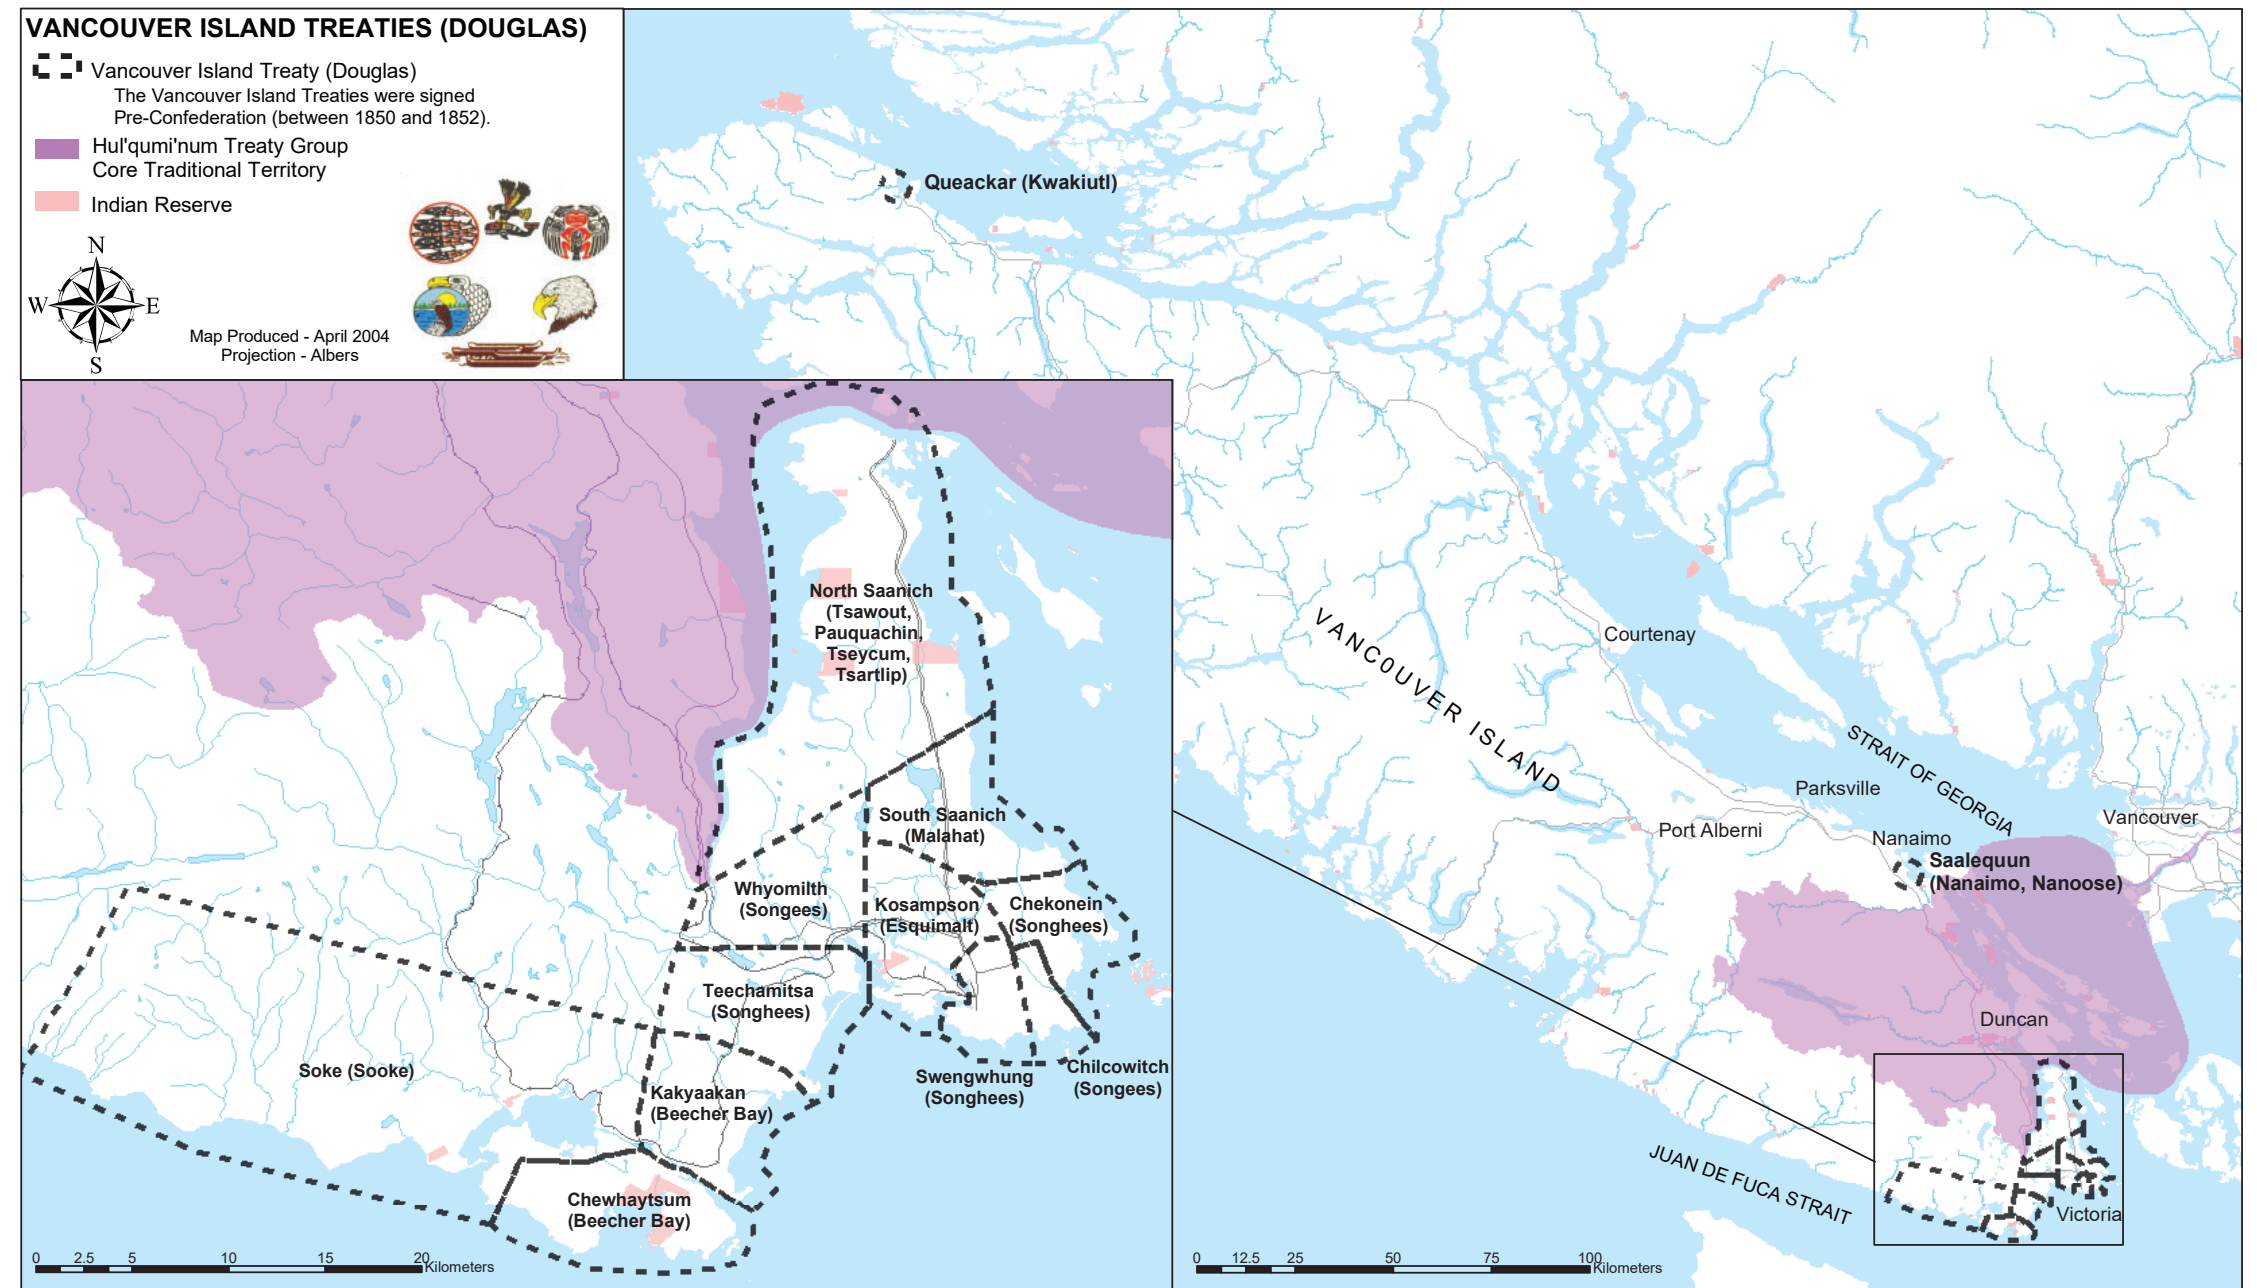 VANCOUVER ISLAND TREATIES (DOUGLAS)
Vancouver Island Treaty (Douglas)
The Vancouver Island Treaties were signed
Pre-Confederation (between 1850 and 1852).
Hul'qumi'num Treaty Group
Core Traditional Territory
Indian Reserve
N
W
E
S
Map Produced - April 2004
Projection - Albers
Queackar (Kwakiutl)
North Saanich
(Tsawout,
Pauquachin,
Tseycum,
Tsartlip)
South Saanich
(Malahat)
Whyomilth
(Songees)
Kosampson
(Esquimalt)
Chekonein
(Songhees)
Teechamitsa
(Songhees)
Soke (Sooke)
Kakyaakan
(Beecher Bay)
Swengwhung
(Songhees)
Chilcowitch
(Songees)
Chewhaytsum
(Beecher Bay)
0 2.5 5 10 15 20
Kilometers
VANC0UVER ISLAND
Courtenay
STRAIT OF GEORGIA
Parksville
Port Alberni
Nanaimo
Vancouver
Saalequun
(Nanaimo, Nanoose)
Duncan
JUAN DE FUCA STRAIT
Victoria
0 12.5 25 50 75 100
Kilometers